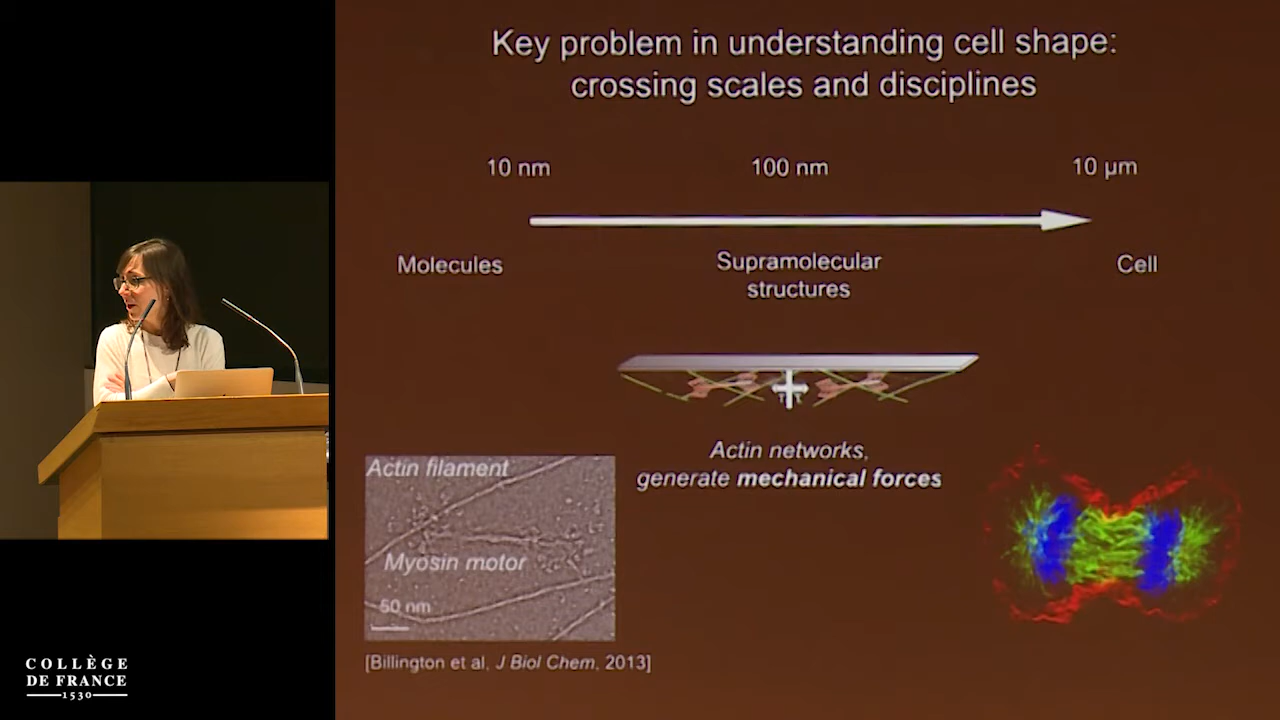 Key problem in understanding cell shape:
crossing scales and disciplines
10 nm
100 nm
10 µm
Molecules
Supramolecular
structures
Cell
Actin networks,
generate mechanical forces
Actin filament
Myosin motor
50 nm
[Billington et al, J Biol Chem, 2013]
COLLÈGE
DE FRANCE
1530